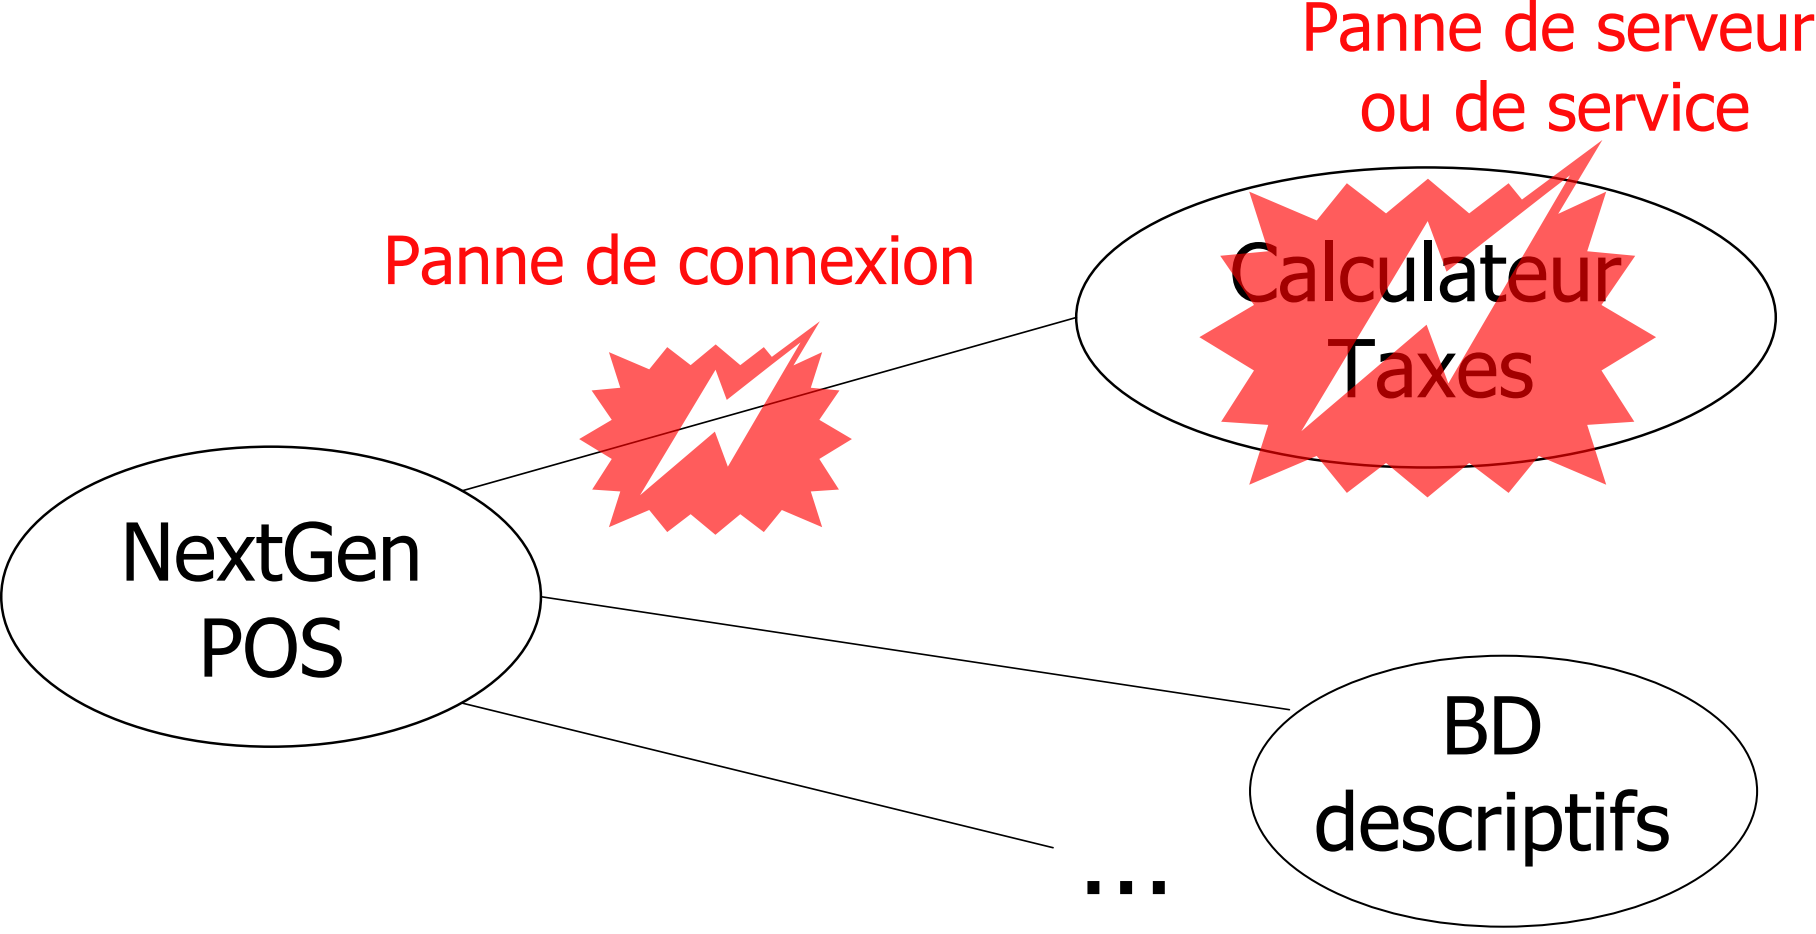 Panne de serveur
ou de service
Panne de connexion
Calculateur
Taxes
NextGen
POS
BD
descriptifs
...